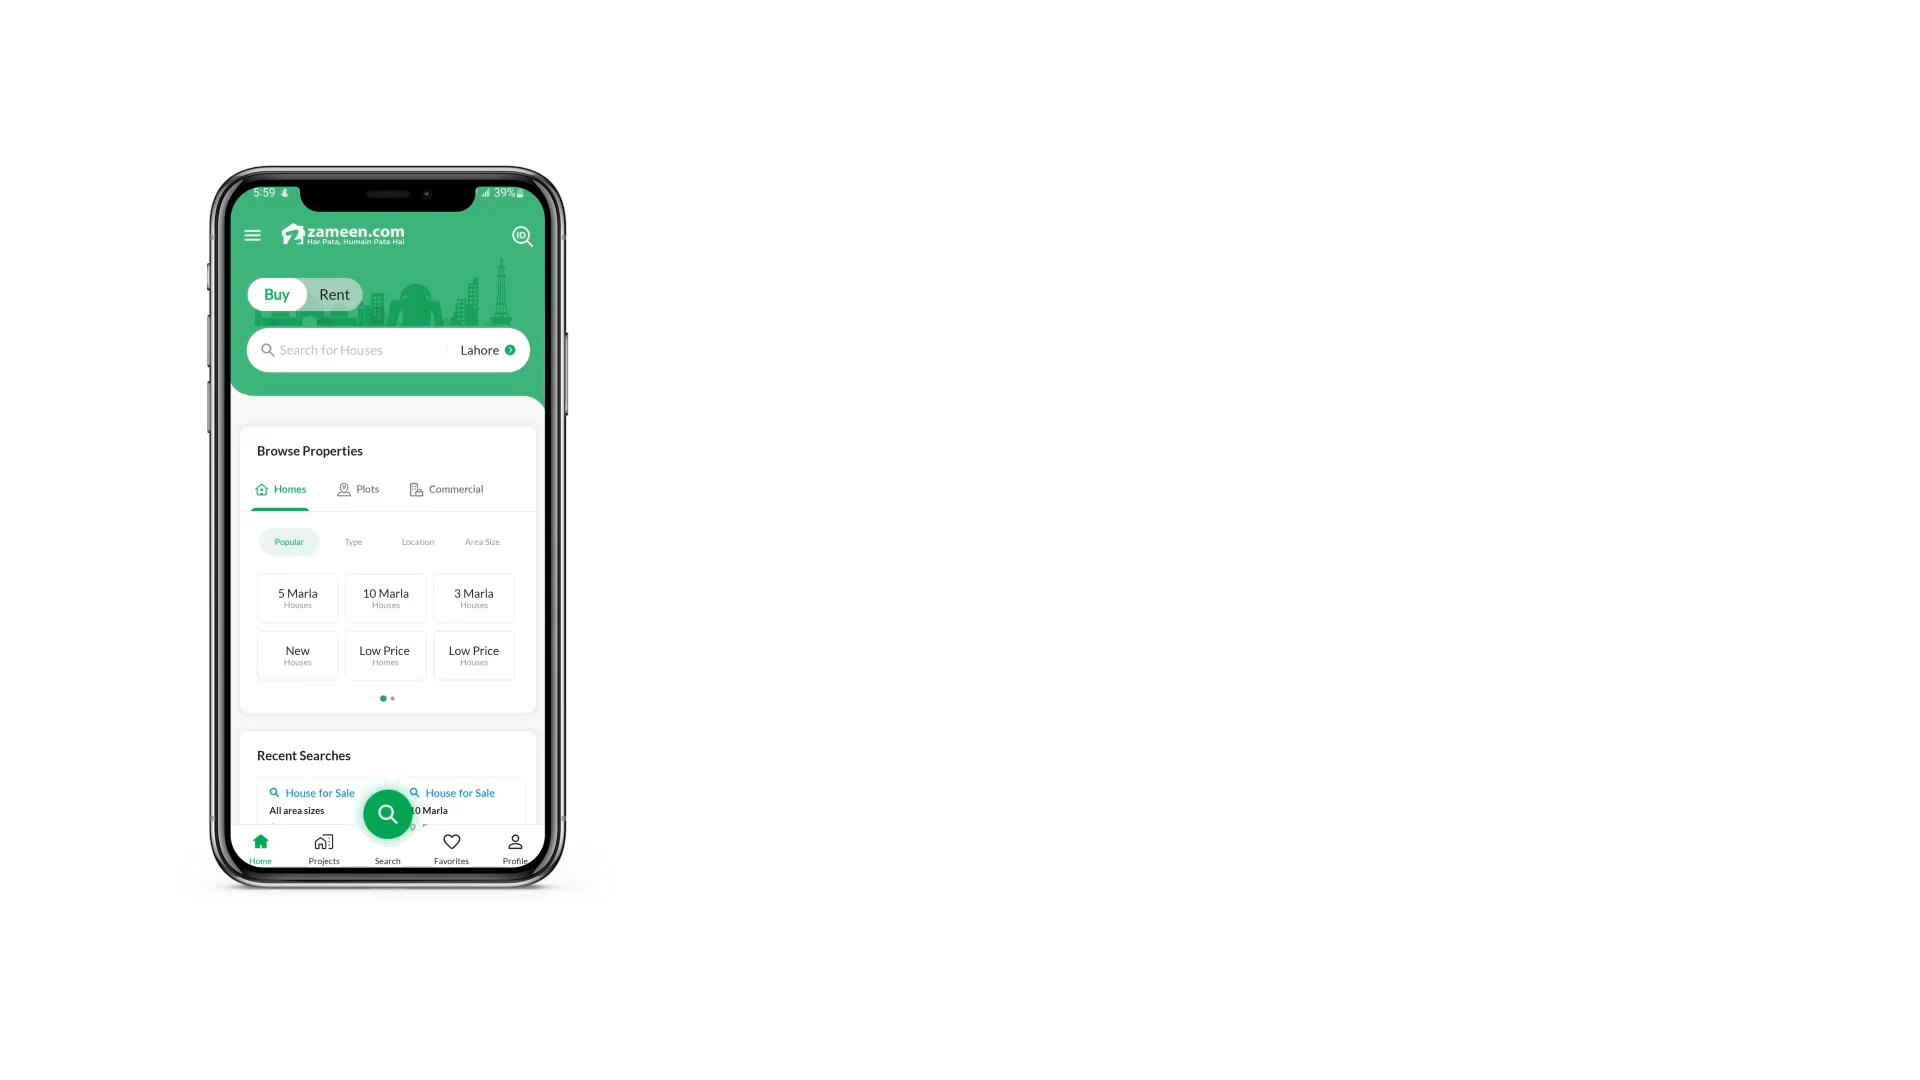 5:59
39%
zameen.com
Har Pata, Humain Pata Hai
ID
Buy Rent
Search for Houses Lahore
Browse Properties
Homes Plots Commercial
Popular Type Location Area Size
5 Marla 10 Marla 3 Marla
Houses Houses Houses
New Low Price Low Price
Houses Homes Houses
Recent Searches
House for Sale House for Sale
All area sizes 10 Marla
Home Projects Search Favorites Profile